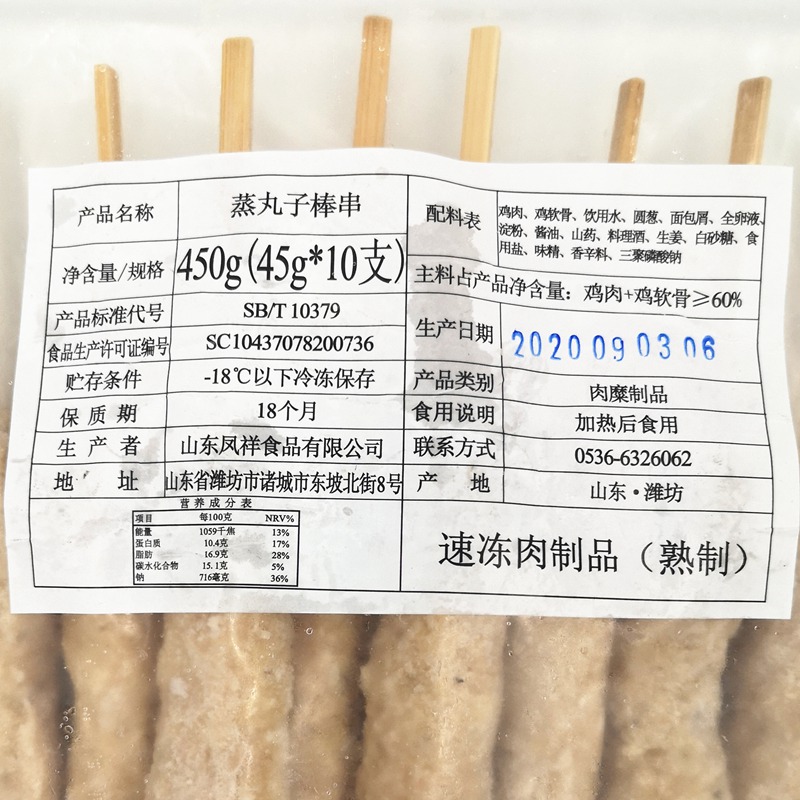 产品名称
蒸丸子棒串
净含量/规格
450g(45g*10支)
产品标准代号
SB/T 10379
食品生产许可证编号
SC10437078200736
贮存条件
-18℃以下冷冻保存
保质期
18个月
生产者
山东凤祥食品有限公司
地址
山东省潍坊市诸城市东坡北街8号
营养成分表
项目 每100克 NRV%
能量 1059千焦 13%
蛋白质 10.4克 17%
脂肪 16.9克 28%
碳水化合物 15.1克 5%
钠 716毫克 36%
配料表
鸡肉、鸡软骨、饮用水、圆葱、面包屑、全卵液、
淀粉、酱油、山药、料理酒、生姜、白砂糖、食
用盐、味精、香辛料、三聚磷酸钠
主料占产品净含量：鸡肉+鸡软骨≥60%
生产日期
2020 09 03 06
产品类别
肉糜制品
食用说明
加热后食用
联系方式
0536-6326062
产地
山东·潍坊
速冻肉制品（熟制）